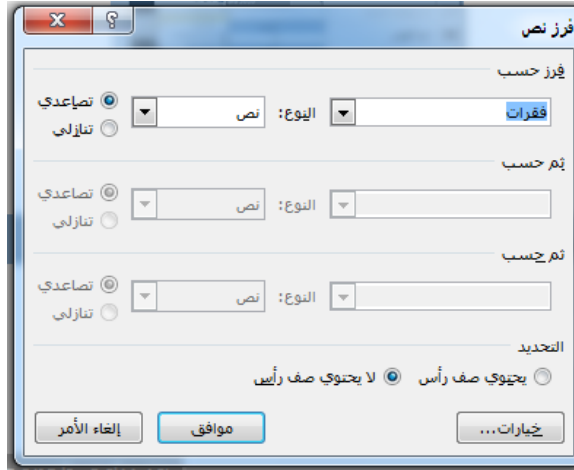 فرز نص
فرز حسب
فقرات النوع: نص تصاعدي
تنازلي
ثم حسب
النوع: نص تصاعدي
تنازلي
ثم حسب
النوع: نص تصاعدي
تنازلي
التحديد
يحتوي صف رأس لا يحتوي صف رأس
خيارات... موافق إلغاء الأمر